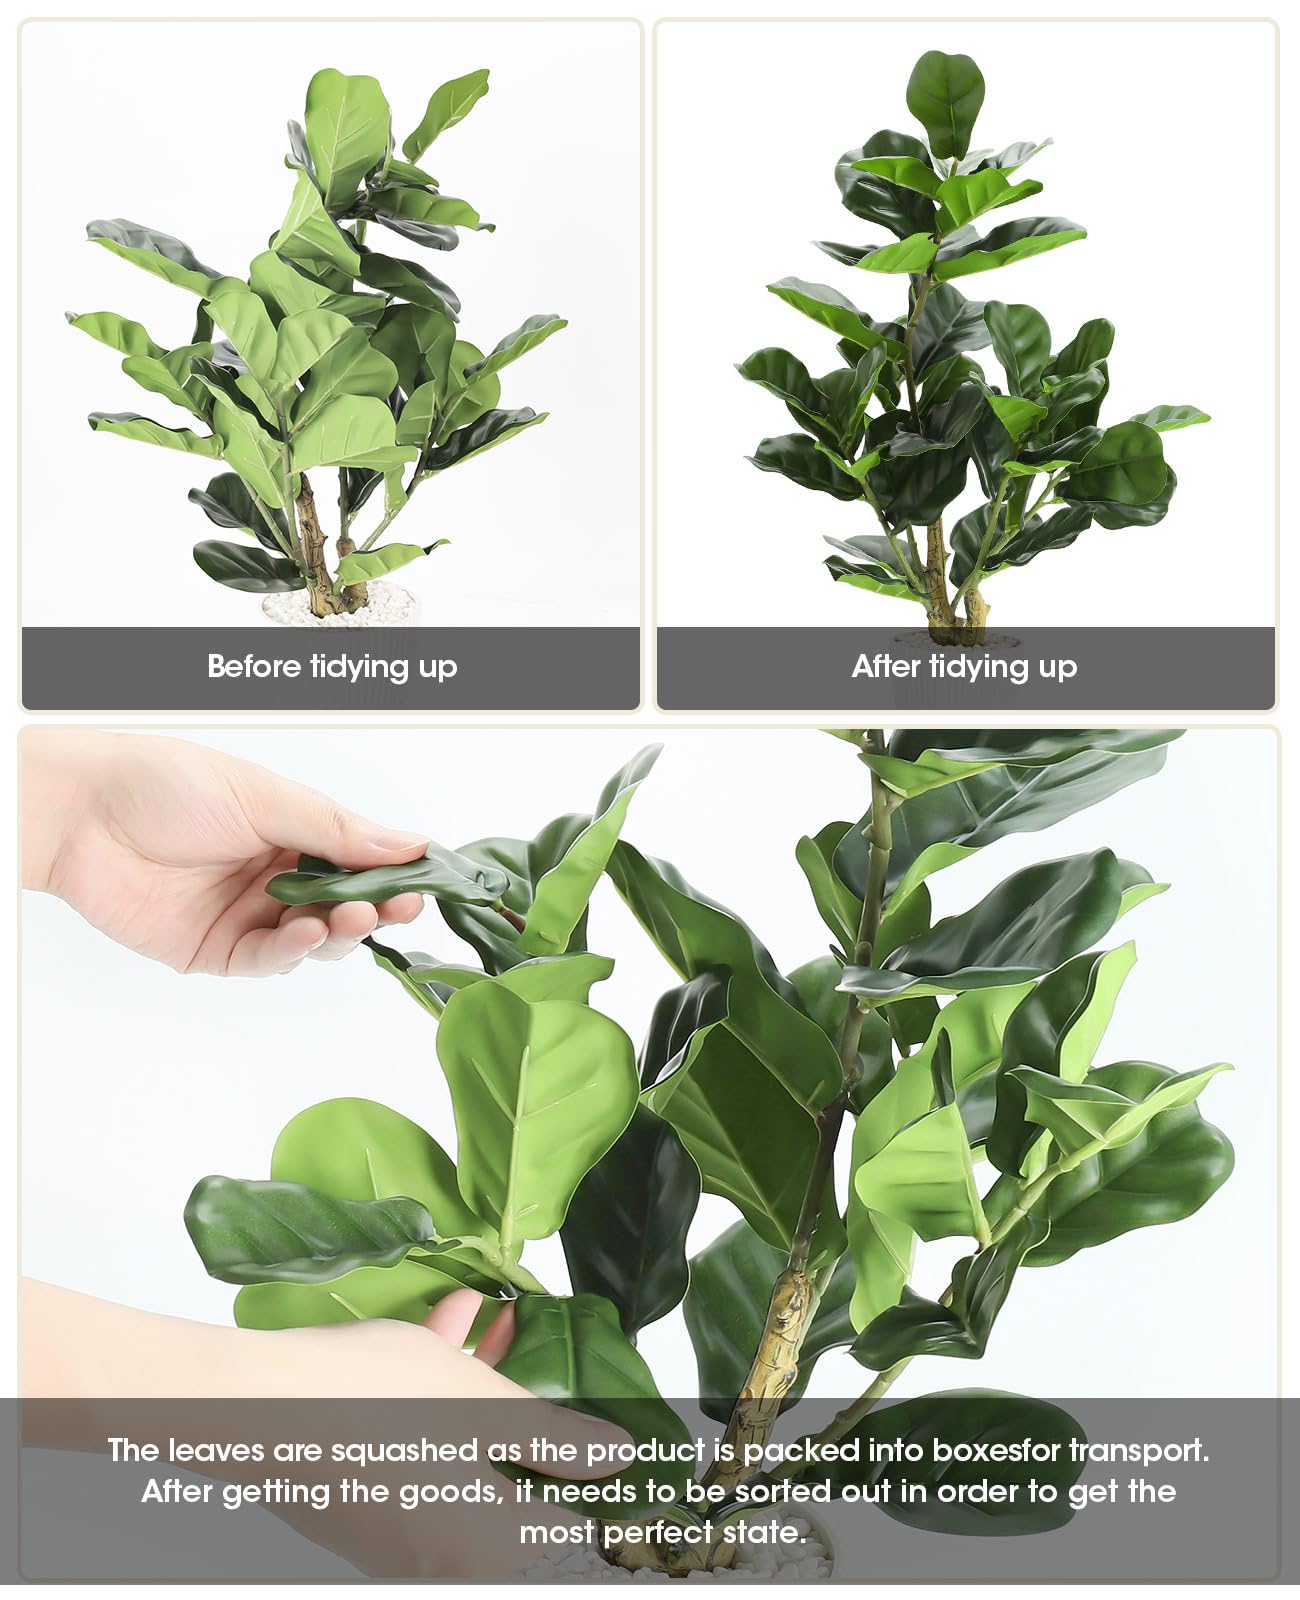 Before tidying up
After tidying up
The leaves are squashed as the product is packed into boxesfor transport.
After getting the goods, it needs to be sorted out in order to get the
most perfect state.